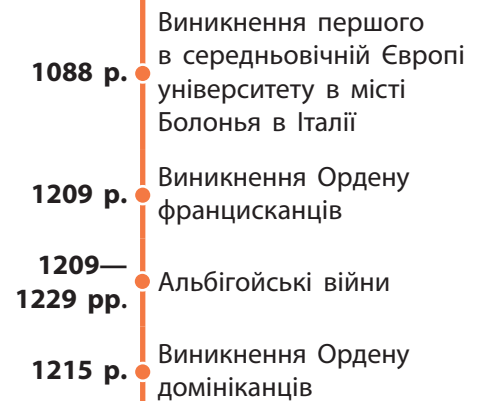 1088 р.
Виникнення першого
в середньовічній Європі
університету в місті
Болонья в Італії
1209 р.
Виникнення Ордену
францисканців
1209—
1229 рр.
Альбігойські війни
1215 р.
Виникнення Ордену
домініканців